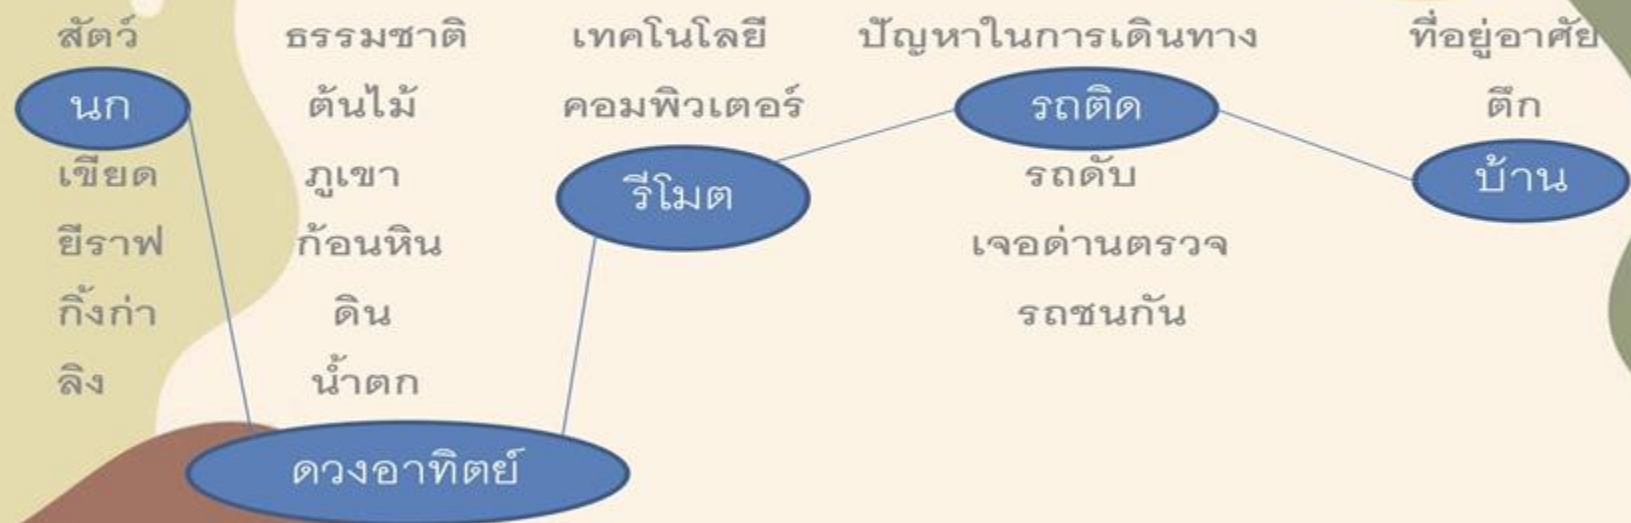 สัตว์ ธรรมชาติ เทคโนโลยี ปัญหาในการเดินทาง ที่อยู่อาศัย
นก ต้นไม้ คอมพิวเตอร์ รถติด ตึก
เขียด ภูเขา รีโมต รถดับ บ้าน
ยีราฟ ก้อนหิน เจอด่านตรวจ
กิ้งก่า ดิน รถชนกัน
ลิง น้ำตก
ดวงอาทิตย์